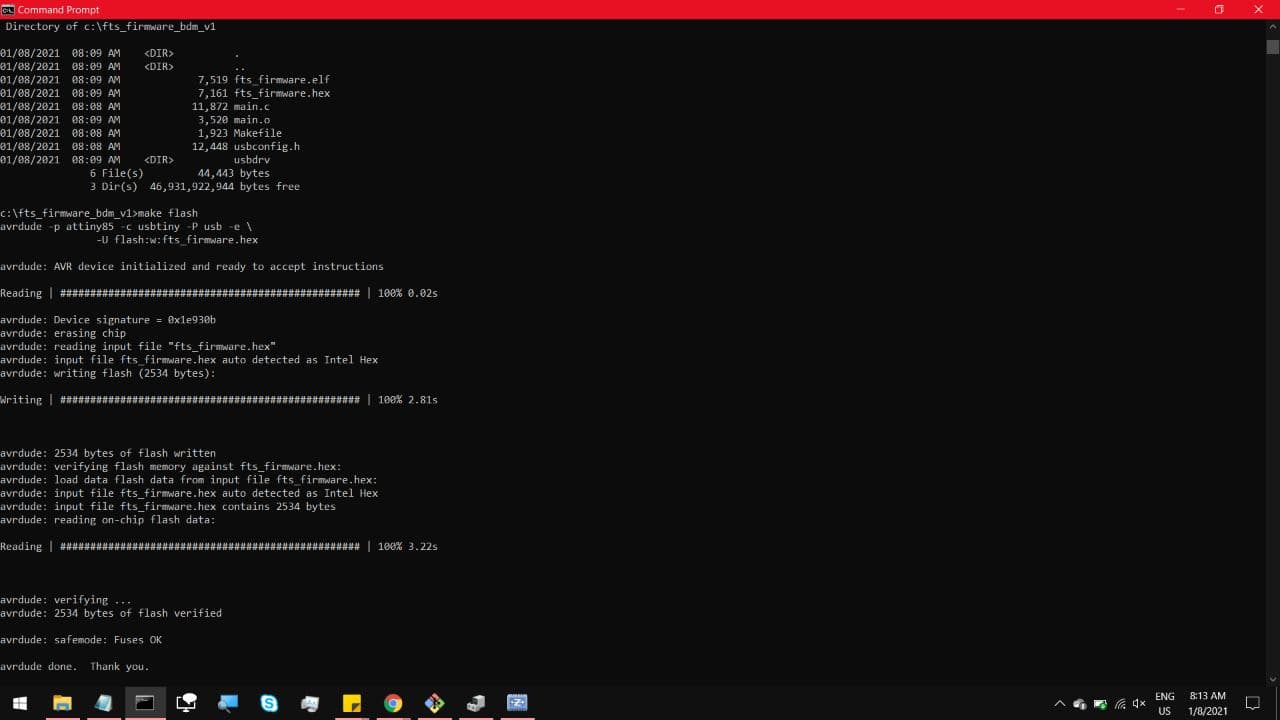 Command Prompt
Directory of c:\fts_firmware_bdm_v1
01/08/2021  08:09 AM    <DIR>          .
01/08/2021  08:09 AM    <DIR>          ..
01/08/2021  08:09 AM             7,519 fts_firmware.elf
01/08/2021  08:09 AM             7,161 fts_firmware.hex
01/08/2021  08:08 AM            11,872 main.c
01/08/2021  08:09 AM             3,520 main.o
01/08/2021  08:08 AM             1,923 Makefile
01/08/2021  08:08 AM            12,448 usbconfig.h
01/08/2021  08:09 AM    <DIR>          usbdrv
6 File(s)         44,443 bytes
3 Dir(s)  46,931,922,944 bytes free
c:\fts_firmware_bdm_v1>make flash
avrdude -p attiny85 -c usbtiny -P usb -e \
-U flash:w:fts_firmware.hex
avrdude: AVR device initialized and ready to accept instructions
Reading | ################################################## | 100% 0.02s
avrdude: Device signature = 0x1e930b
avrdude: erasing chip
avrdude: reading input file "fts_firmware.hex"
avrdude: input file fts_firmware.hex auto detected as Intel Hex
avrdude: writing flash (2534 bytes):
Writing | ################################################## | 100% 2.81s
avrdude: 2534 bytes of flash written
avrdude: verifying flash memory against fts_firmware.hex:
avrdude: load data flash data from input file fts_firmware.hex:
avrdude: input file fts_firmware.hex auto detected as Intel Hex
avrdude: input file fts_firmware.hex contains 2534 bytes
avrdude: reading on-chip flash data:
Reading | ################################################## | 100% 3.22s
avrdude: verifying ...
avrdude: 2534 bytes of flash verified
avrdude: safemode: Fuses OK
avrdude done.  Thank you.
ENG
US
8:13 AM
1/8/2021